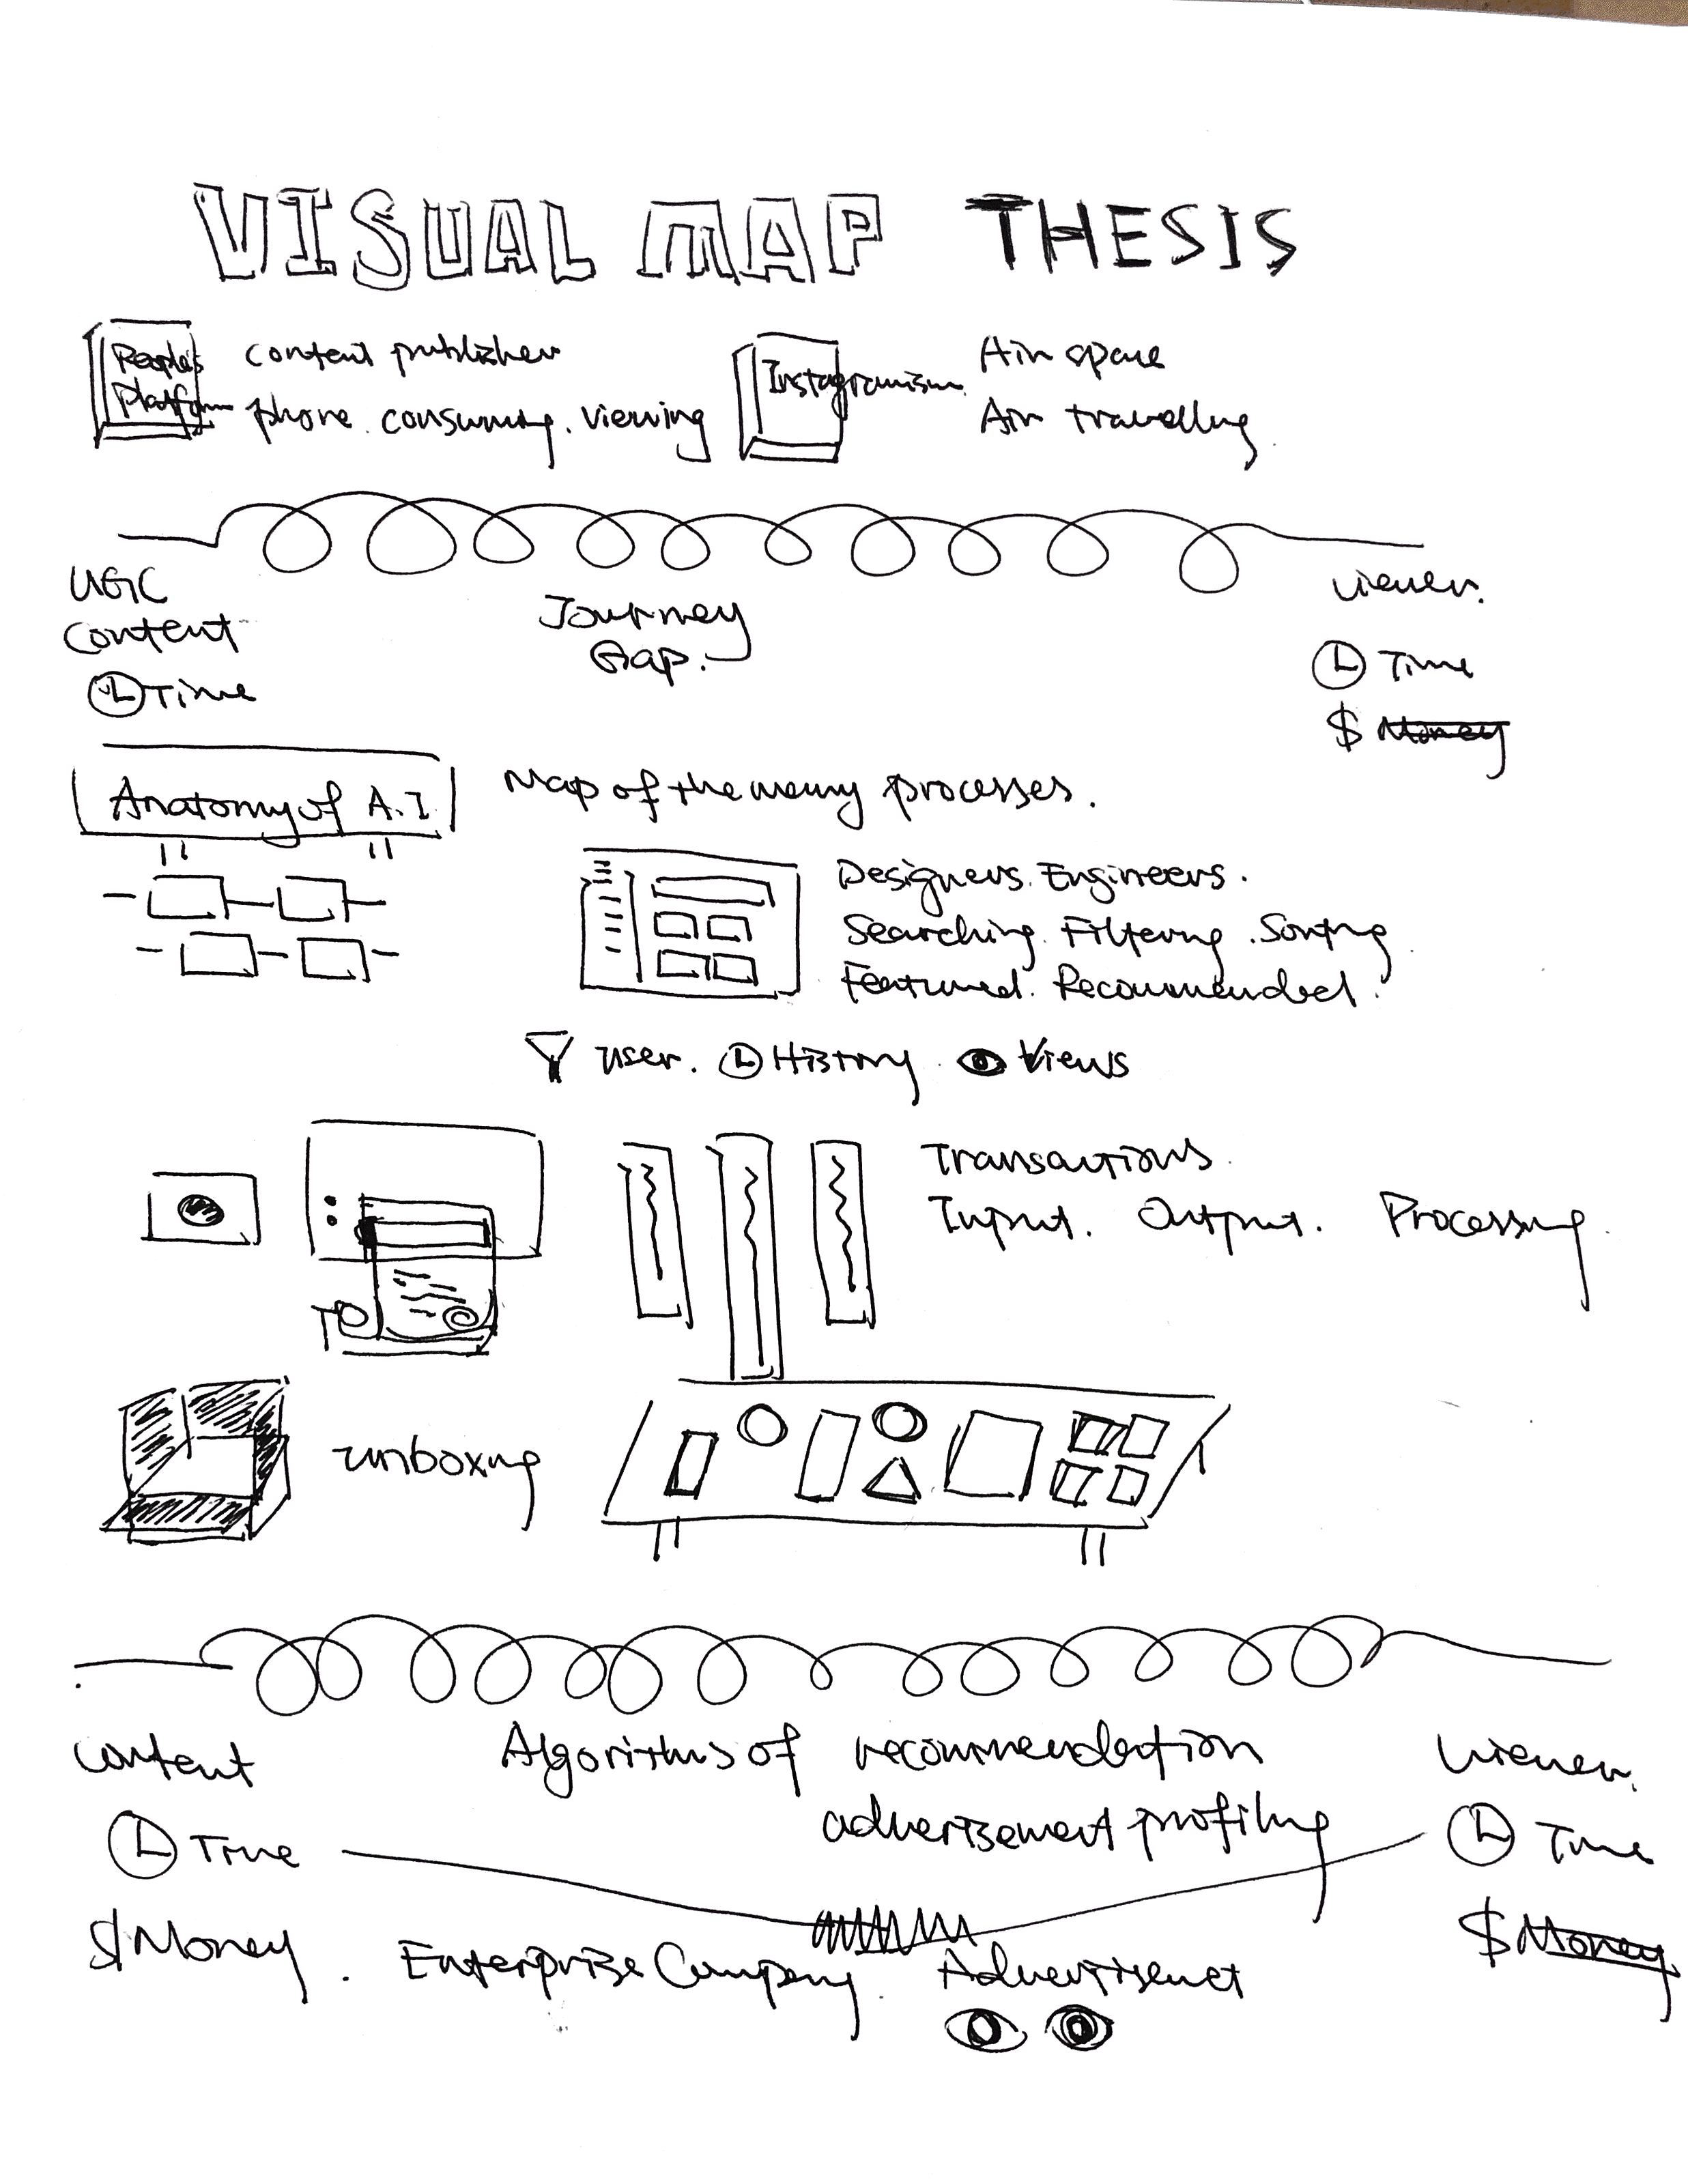 VISUAL MAP THESIS
People's Platform
content publisher
phone. consuming. viewing
Instagramism
Air space
Air travelling
UGC
Content
Time
Journey
Gap.
Viewer.
Time
$ Money
Anatomy of A.I
Map of the many processes.
Designers. Engineers.
Searching. Filtering. Sorting
Featured. Recommended.
user. History. Views
Transactions.
Input. Output. Processing.
unboxing
Content
Algorithms of recommendation
advertisement profiling
Viewer.
Time
Time
$ Money. Enterprise Company. Advertisemet
$ Money